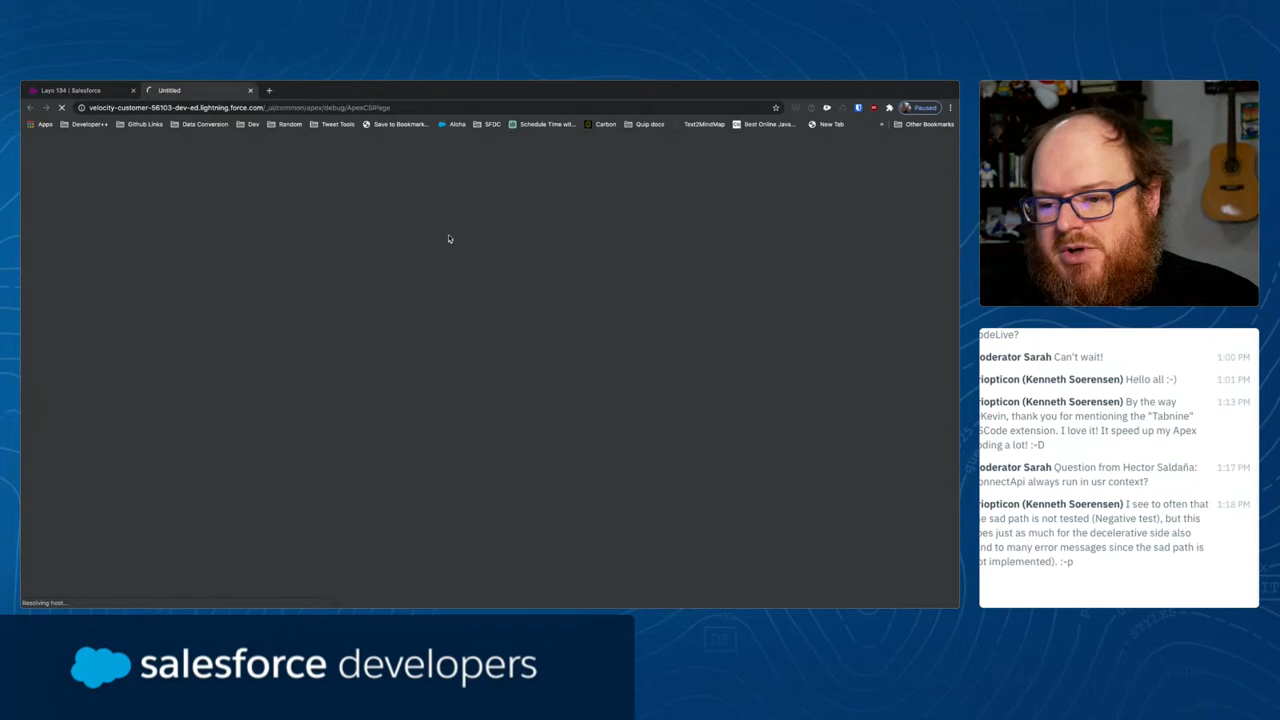 Layo 134 | Salesforce
Untitled
velocity-customer-56103-dev-ed.lightning.force.com/_ui/common/apex/debug/ApexCSIPage
Paused
Apps Developer++ Github Links Data Conversion Dev Random Tweet Tools Save to Bookmark... Aloha SFDC Schedule Time wit... Carbon Quip docs Text2MindMap Best Online Java... New Tab » Other Bookmarks
Resolving host...
odeLive?
oderator Sarah Can't wait! 1:00 PM
iopticon (Kenneth Soerensen) Hello all :-) 1:01 PM
iopticon (Kenneth Soerensen) By the way 1:13 PM
Kevin, thank you for mentioning the "Tabnine"
SCode extension. I love it! It speed up my Apex
ding a lot! :-D
oderator Sarah Question from Hector Saldaña: 1:17 PM
onnectApi always run in usr context?
iopticon (Kenneth Soerensen) I see to often that 1:18 PM
e sad path is not tested (Negative test), but this
oes just as much for the decelerative side also
nd to many error messages since the sad path is
ot implemented). :-p
salesforce developers